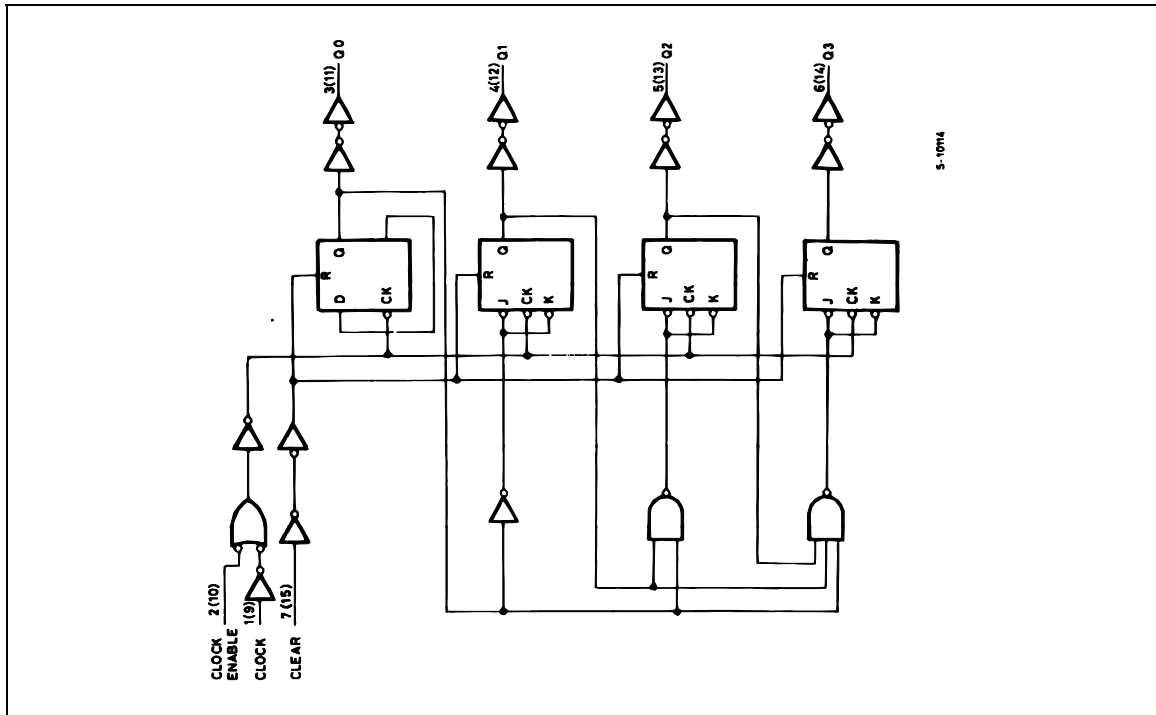 3(11) Q0
4(12) Q1
5(13) Q2
6(14) Q3
S-10114
Q
R
D
CK
Q
R
J
CK
K
Q
R
J
CK
K
Q
R
J
CK
K
2(10)
1(9)
7(15)
CLOCK
ENABLE
CLOCK
CLEAR